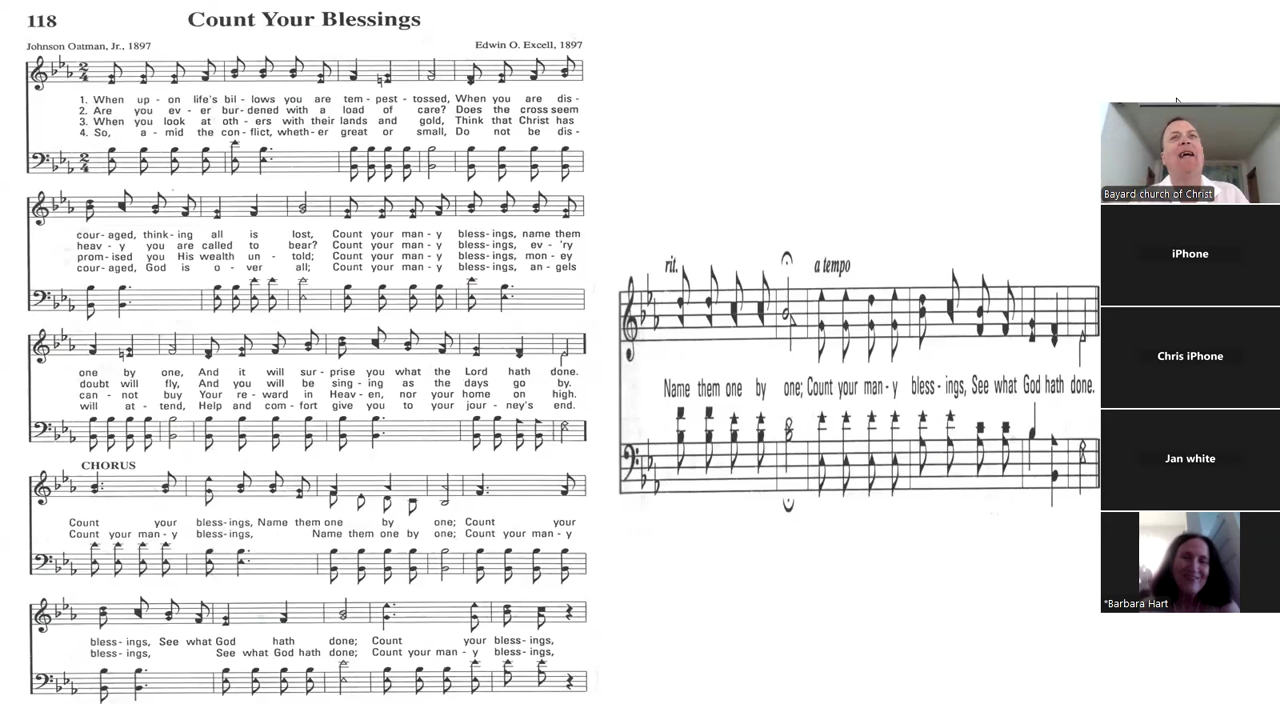 118
Count Your Blessings
Johnson Oatman, Jr., 1897
Edwin O. Excell, 1897
1. When up - on life's bil - lows you are tem - pest - tossed, When you are dis -
2. Are you ev - er bur - dened with a load of care? Does the cross seem
3. When you look at oth - ers with their lands and gold, Think that Christ has
4. So, a - mid the con - flict, wheth - er great or small, Do not be dis -
cour - aged, think - ing all is lost, Count your man - y bless - ings, name them
heav - y you are called to bear? Count your man - y bless - ings, ev - 'ry
prom - ised you His wealth un - told; Count your man - y bless - ings, mon - ey
cour - aged, God is o - ver all; Count your man - y bless - ings, an - gels
one by one, And it will sur - prise you what the Lord hath done.
doubt will fly, And you will be sing - ing as the days go by.
can - not buy Your re - ward in Heav - en, nor your home on high.
will at - tend, Help and com - fort give you to your jour - ney's end.
CHORUS
Count your bless - ings, Name them one by one; Count your
Count your man - y bless - ings, Name them one by one; Count your man - y
bless - ings, See what God hath done; Count your bless - ings,
bless - ings, See what God hath done; Count your man - y bless - ings,
rit.
a tempo
Name them one by one; Count your man - y bless - ings, See what God hath done.
Bayard church of Christ
iPhone
Chris iPhone
Jan white
*Barbara Hart